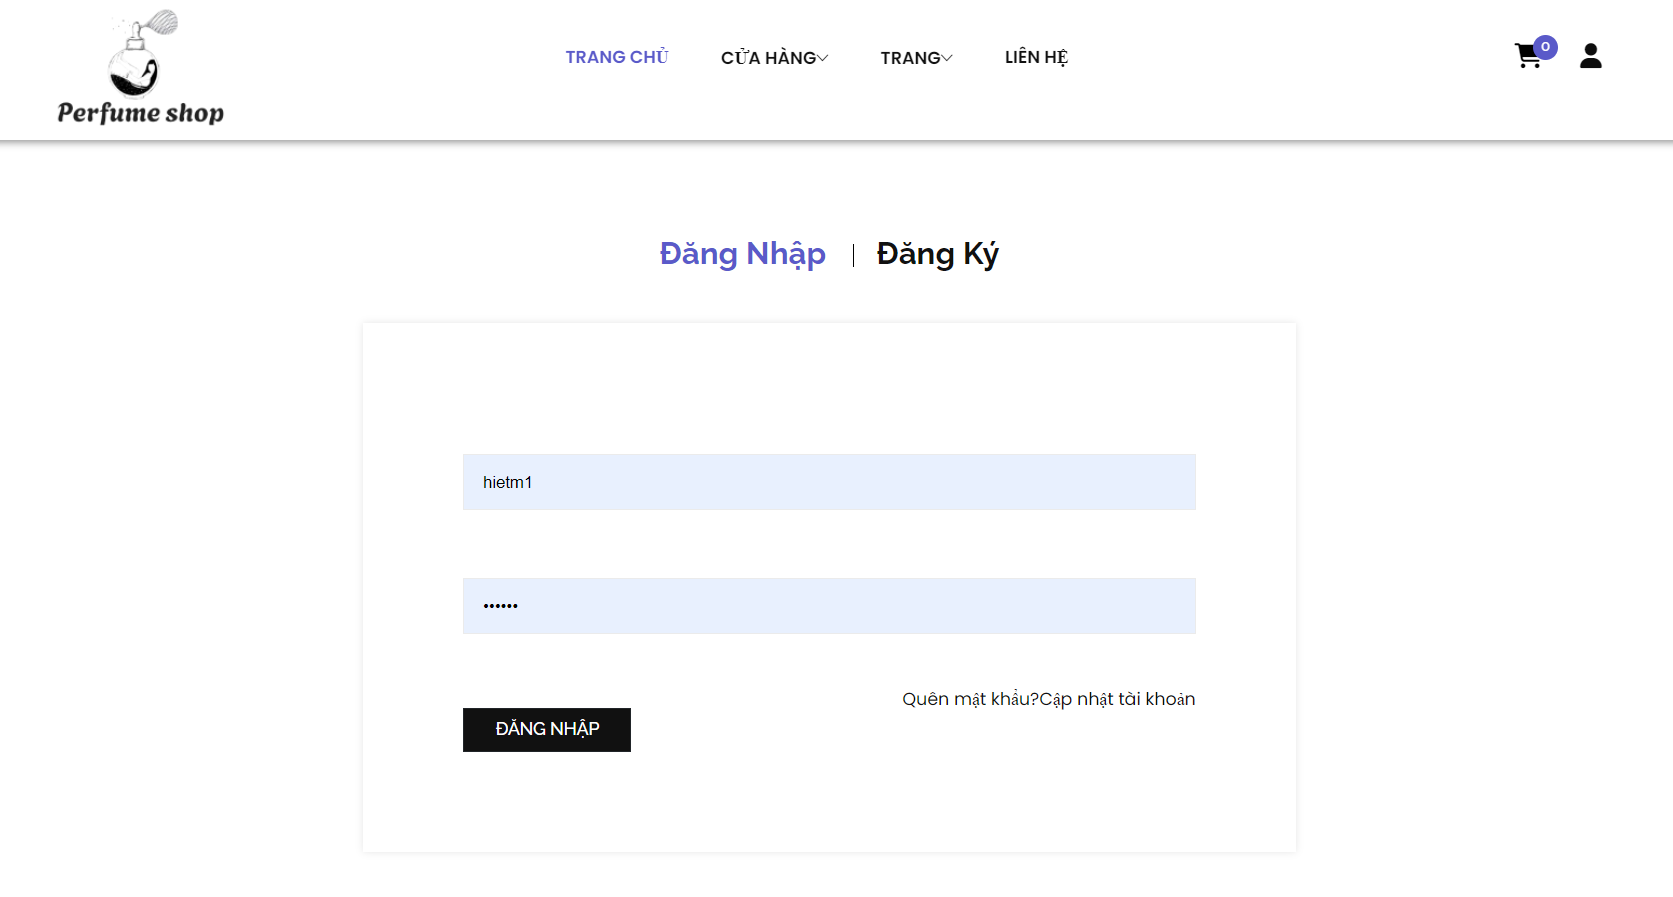 Perfume shop
TRANG CHỦ CỬA HÀNG TRANG LIÊN HỆ
0
Đăng Nhập | Đăng Ký
hietm1
••••••
Quên mật khẩu?Cập nhật tài khoản
ĐĂNG NHẬP